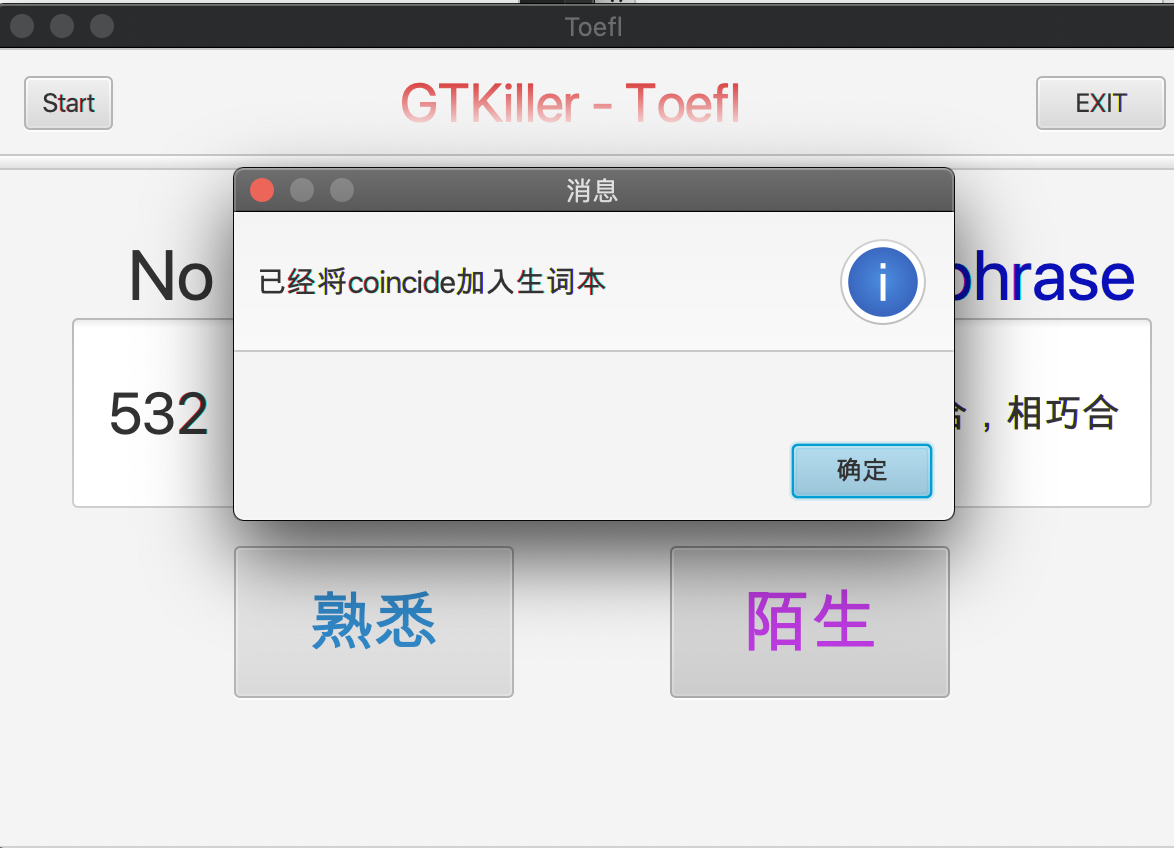 Toefl
Start
GTKiller - Toefl
EXIT
消息
已经将coincide加入生词本
No
phrase
532
，相巧合
确定
熟悉
陌生